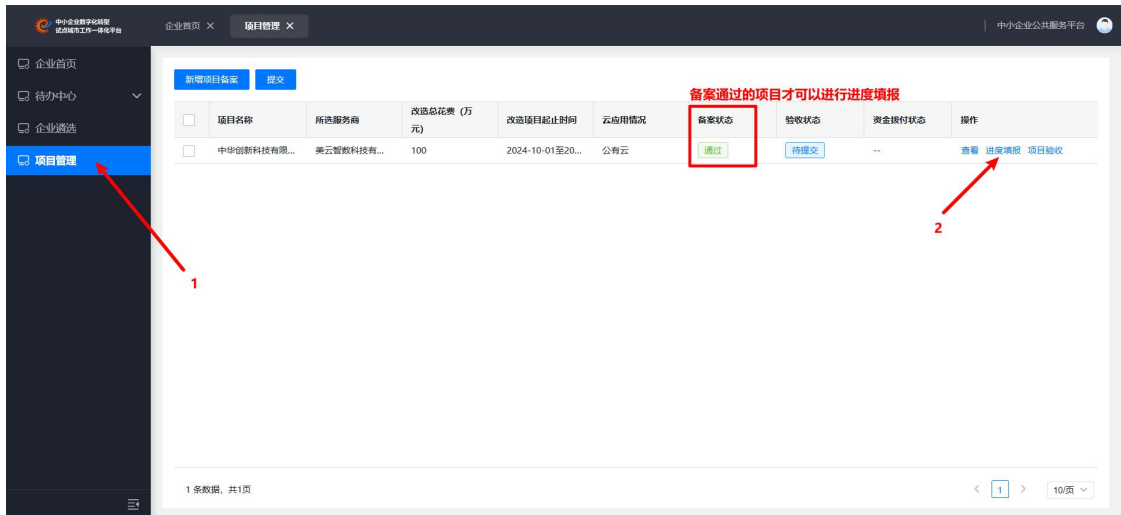 中小企业数字化转型
试点城市工作一体化平台
企业首页 ×
项目管理 ×
中小企业公共服务平台
企业首页
待办中心
企业遴选
项目管理
新增项目备案
提交
备案通过的项目才可以进行进度填报
项目名称
所选服务商
改造总花费 (万
元)
改造项目起止时间
云应用情况
备案状态
验收状态
资金拨付状态
操作
中华创新科技有限...
美云智数科技有...
100
2024-10-01至20...
公有云
通过
待提交
--
查看 进度填报 项目验收
1
2
1 条数据, 共1页
< 1 >
10/页